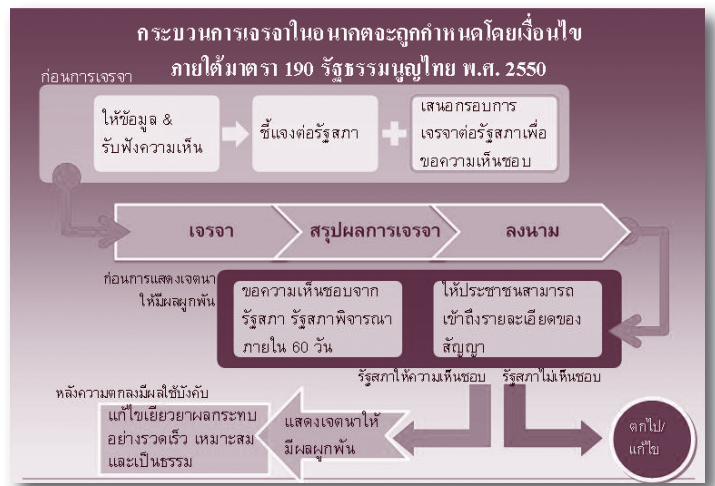 กระบวนการเจรจาในอนาคตจะถูกกำหนดโดยเงื่อนไข
ภายใต้มาตรา 190 รัฐธรรมนูญไทย พ.ศ. 2550
ก่อนการเจรจา
ให้ข้อมูล &
รับฟังความเห็น
ชี้แจงต่อรัฐสภา
เสนอกรอบการ
เจรจาต่อรัฐสภาเพื่อ
ขอความเห็นชอบ
เจรจา
สรุปผลการเจรจา
ลงนาม
ก่อนการแสดงเจตนา
ให้มีผลผูกพัน
ขอความเห็นชอบจาก
รัฐสภา รัฐสภาพิจารณา
ภายใน 60 วัน
ให้ประชาชนสามารถ
เข้าถึงรายละเอียดของ
สัญญา
รัฐสภาให้ความเห็นชอบ
รัฐสภาไม่เห็นชอบ
หลังความตกลงมีผลใช้บังคับ
แก้ไขเยียวยาผลกระทบ
อย่างรวดเร็ว เหมาะสม
และเป็นธรรม
แสดงเจตนาให้
มีผลผูกพัน
ตกไป/
แก้ไข